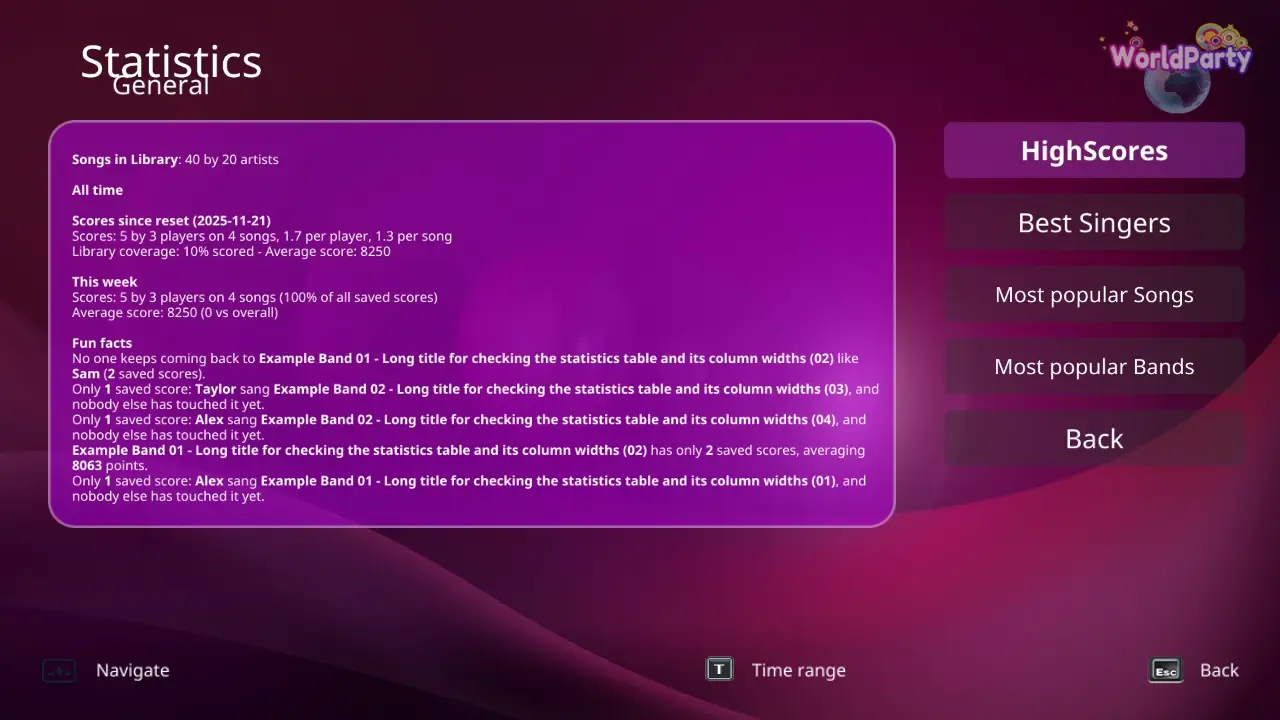 Statistics
General
WorldParty
Songs in Library: 40 by 20 artists
All time
Scores since reset (2025-11-21)
Scores: 5 by 3 players on 4 songs, 1.7 per player, 1.3 per song
Library coverage: 10% scored - Average score: 8250
This week
Scores: 5 by 3 players on 4 songs (100% of all saved scores)
Average score: 8250 (0 vs overall)
Fun facts
No one keeps coming back to Example Band 01 - Long title for checking the statistics table and its column widths (02) like
Sam (2 saved scores).
Only 1 saved score: Taylor sang Example Band 02 - Long title for checking the statistics table and its column widths (03), and
nobody else has touched it yet.
Only 1 saved score: Alex sang Example Band 02 - Long title for checking the statistics table and its column widths (04), and
nobody else has touched it yet.
Example Band 01 - Long title for checking the statistics table and its column widths (02) has only 2 saved scores, averaging
8063 points.
Only 1 saved score: Alex sang Example Band 01 - Long title for checking the statistics table and its column widths (01), and
nobody else has touched it yet.
HighScores
Best Singers
Most popular Songs
Most popular Bands
Back
Navigate
T Time range
Esc Back